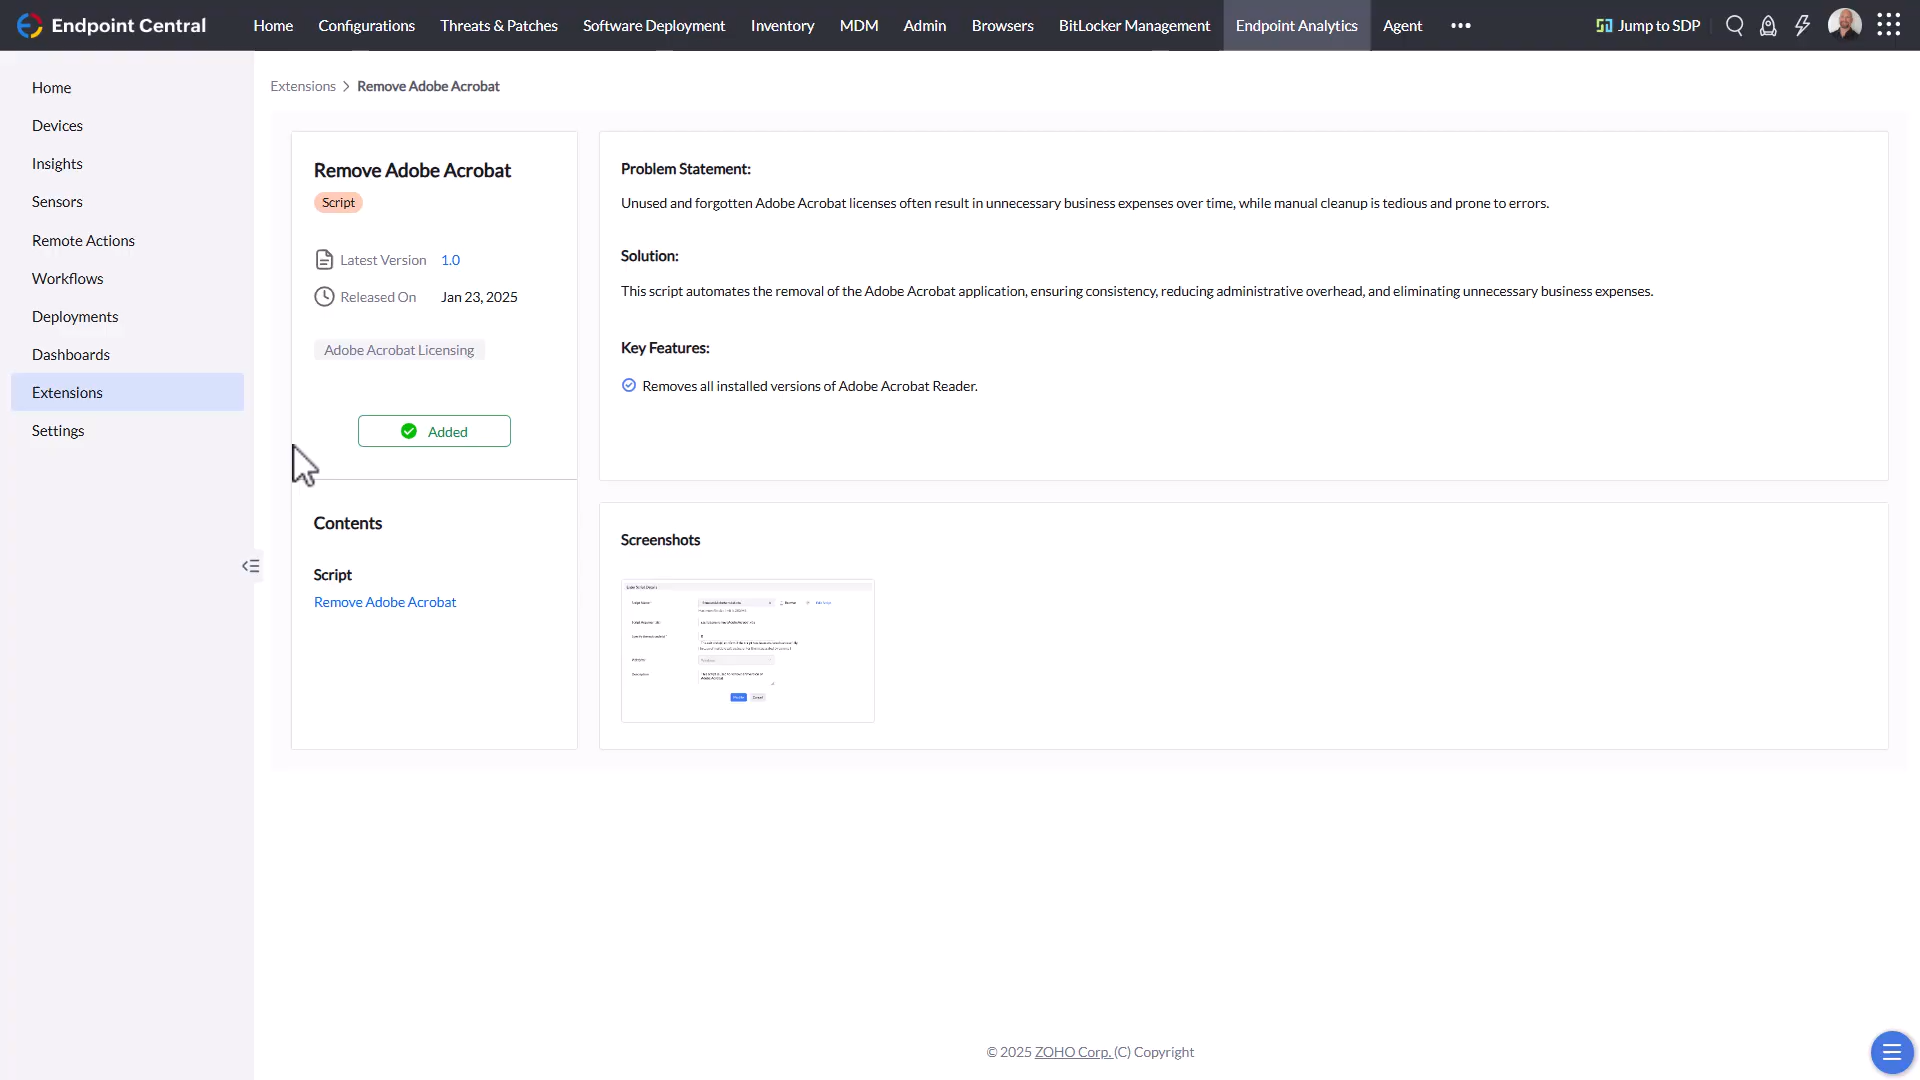 Endpoint Central
Home Configurations Threats & Patches Software Deployment Inventory MDM Admin Browsers BitLocker Management Endpoint Analytics Agent ••• Jump to SDP
Home
Devices
Insights
Sensors
Remote Actions
Workflows
Deployments
Dashboards
Extensions
Settings
Extensions > Remove Adobe Acrobat
Remove Adobe Acrobat
Script
Latest Version 1.0
Released On Jan 23, 2025
Adobe Acrobat Licensing
Added
Contents
Script
Remove Adobe Acrobat
Problem Statement:
Unused and forgotten Adobe Acrobat licenses often result in unnecessary business expenses over time, while manual cleanup is tedious and prone to errors.
Solution:
This script automates the removal of the Adobe Acrobat application, ensuring consistency, reducing administrative overhead, and eliminating unnecessary business expenses.
Key Features:
Removes all installed versions of Adobe Acrobat Reader.
Screenshots
© 2025 ZOHO Corp. (C) Copyright